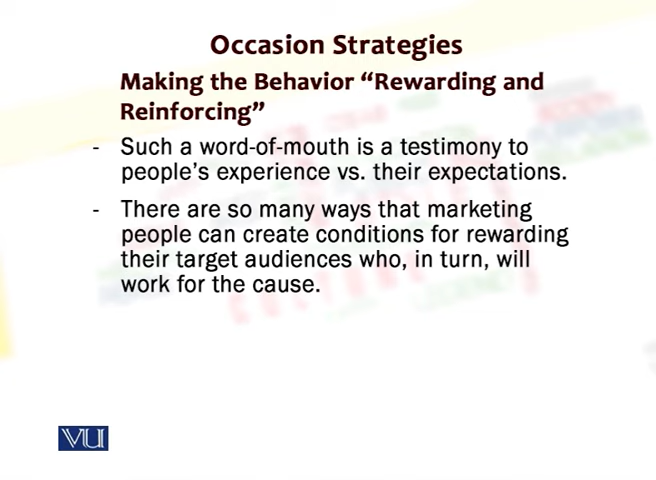 Occasion Strategies
Making the Behavior “Rewarding and
Reinforcing”
- Such a word-of-mouth is a testimony to
people’s experience vs. their expectations.
- There are so many ways that marketing
people can create conditions for rewarding
their target audiences who, in turn, will
work for the cause.
VU